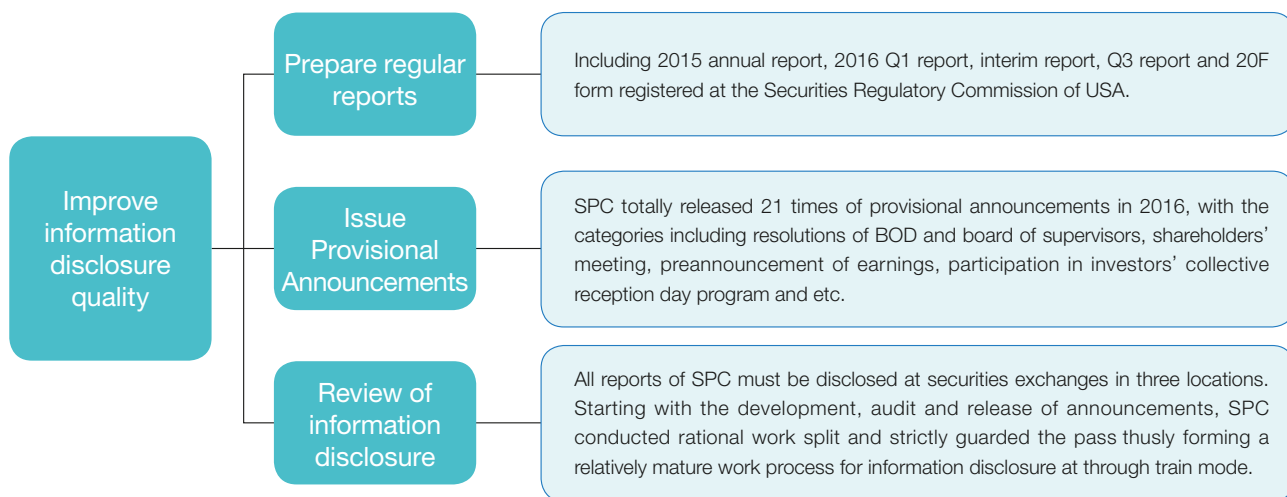 Improve
information
disclosure
quality
Prepare regular
reports
Including 2015 annual report, 2016 Q1 report, interim report, Q3 report and 20F
form registered at the Securities Regulatory Commission of USA.
Issue
Provisional
Announcements
SPC totally released 21 times of provisional announcements in 2016, with the
categories including resolutions of BOD and board of supervisors, shareholders’
meeting, preannouncement of earnings, participation in investors’ collective
reception day program and etc.
Review of
information
disclosure
All reports of SPC must be disclosed at securities exchanges in three locations.
Starting with the development, audit and release of announcements, SPC
conducted rational work split and strictly guarded the pass thusly forming a
relatively mature work process for information disclosure at through train mode.